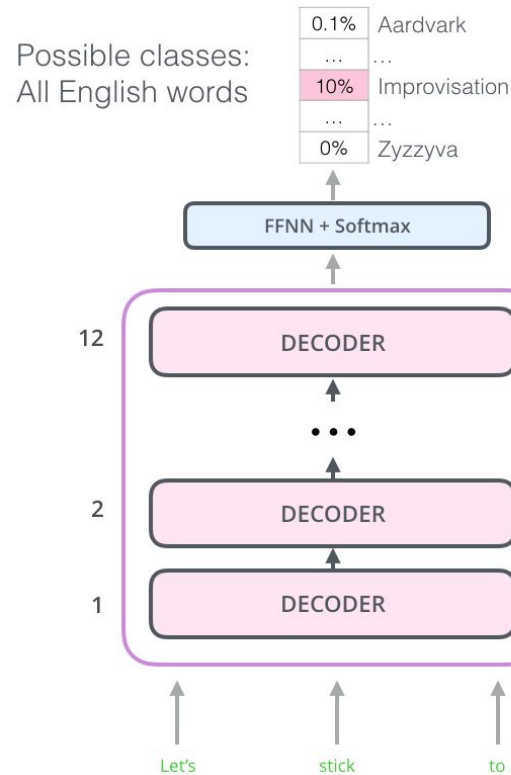 Possible classes:
All English words
0.1% Aardvark
... ...
10% Improvisation
... ...
0% Zyzzyva
FFNN + Softmax
12 DECODER
...
2 DECODER
1 DECODER
Let's stick to